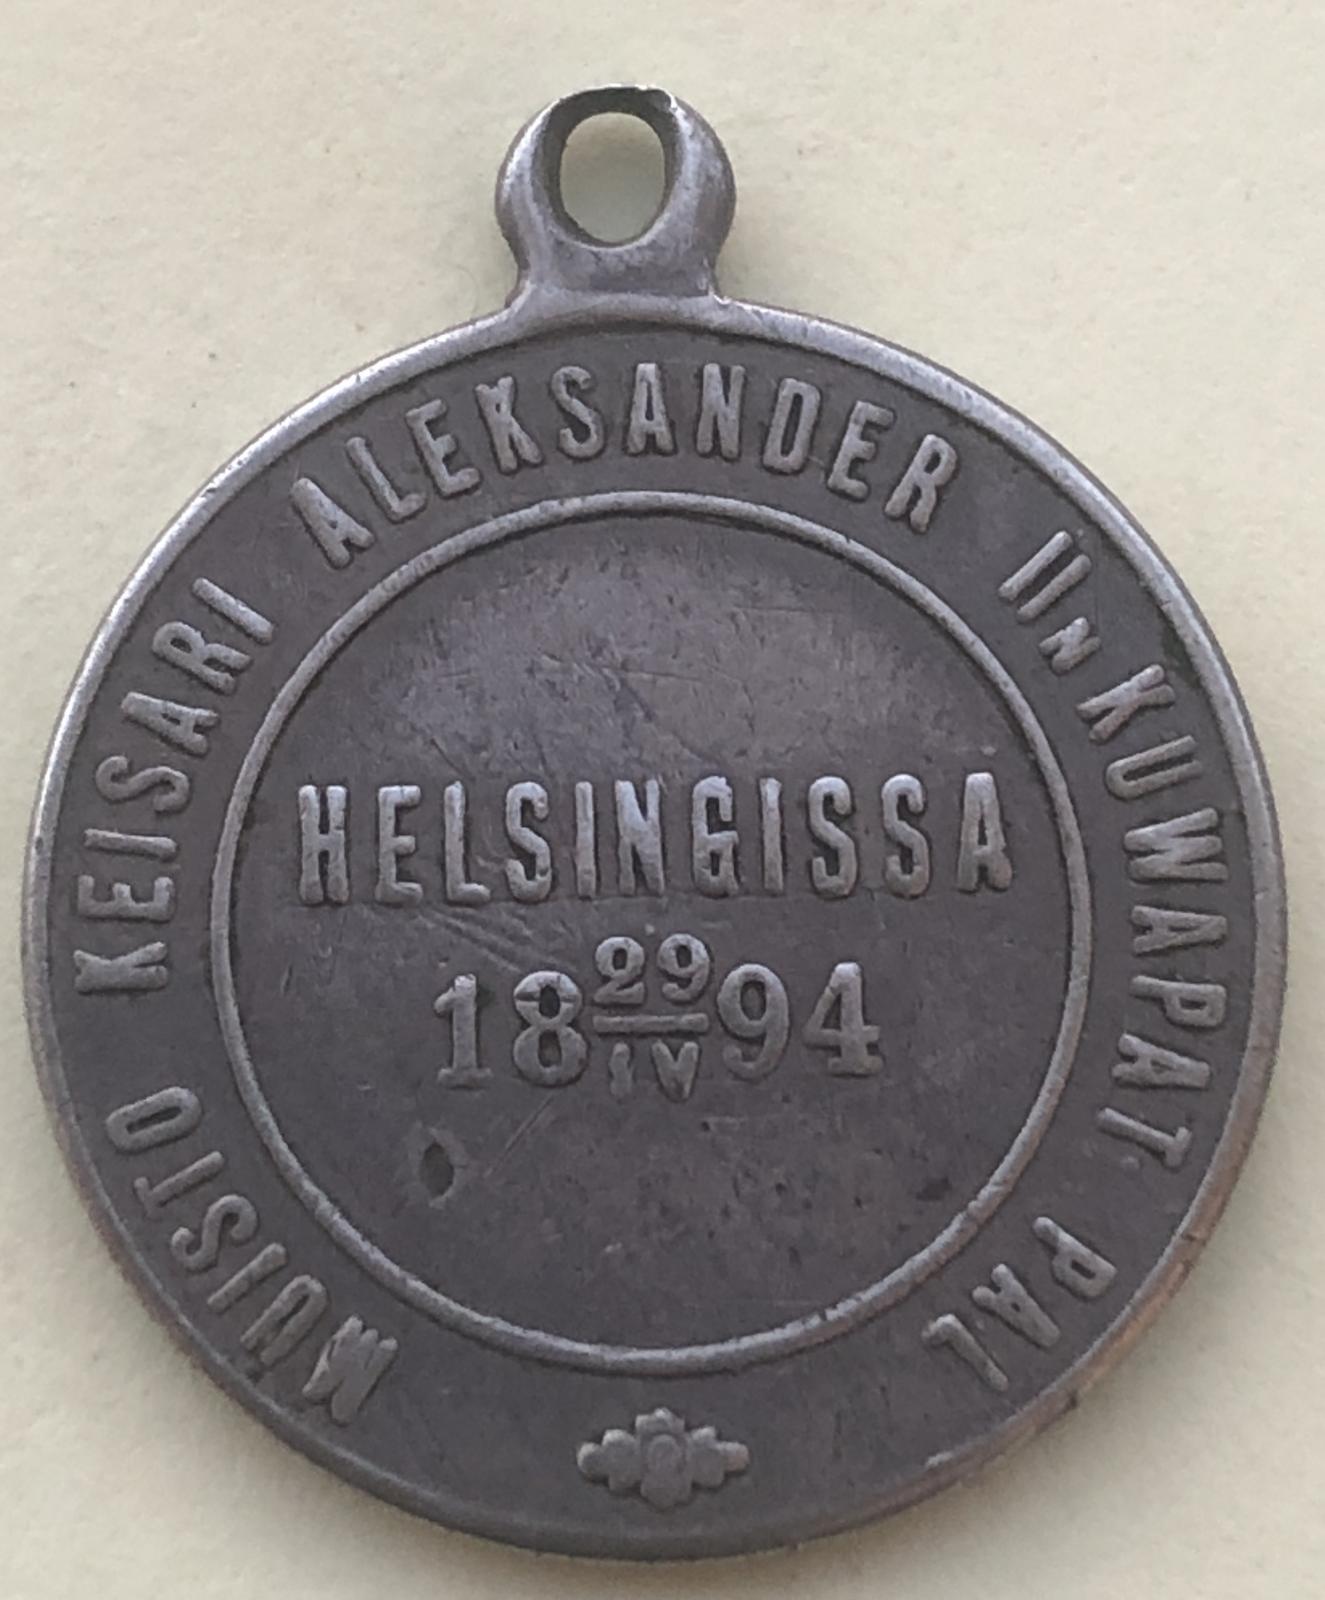 MUISTO KEISARI ALEKSANDER IIN KUWAPAT. PAL
HELSINGISSA
18 29/IV 94